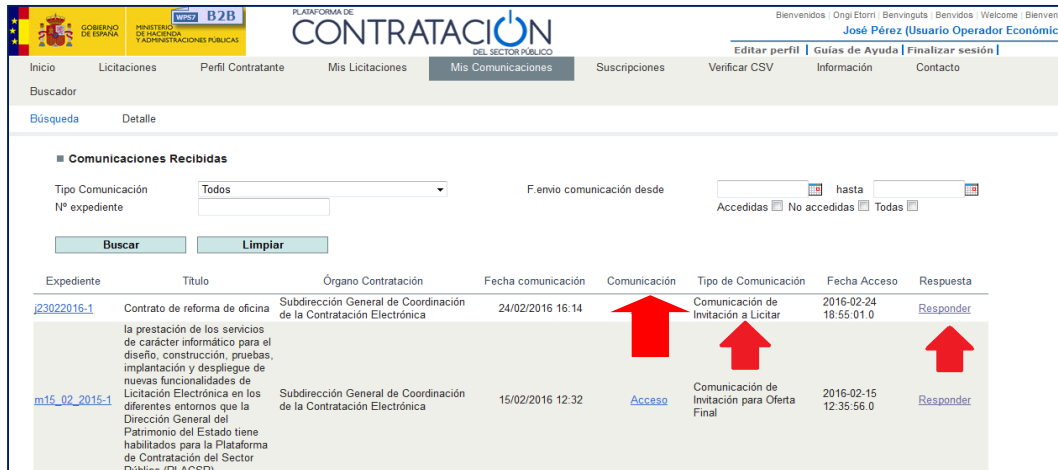 GOBIERNO DE ESPAÑA
MINISTERIO DE HACIENDA Y ADMINISTRACIONES PÚBLICAS
WPS7 B2B
PLATAFORMA DE
CONTRATACIÓN
DEL SECTOR PÚBLICO
Bienvenidos | Ongi Etorri | Benvinguts | Benvidos | Welcome | Bienven
José Pérez (Usuario Operador Económic
Editar perfil | Guías de Ayuda | Finalizar sesión |
Inicio Licitaciones Perfil Contratante Mis Licitaciones Mis Comunicaciones Suscripciones Verificar CSV Información Contacto
Buscador
Búsqueda Detalle
Comunicaciones Recibidas
Tipo Comunicación Todos F.envio comunicación desde hasta
Nº expediente Accedidas No accedidas Todas
Buscar Limpiar
Expediente Título Órgano Contratación Fecha comunicación Comunicación Tipo de Comunicación Fecha Acceso Respuesta
j23022016-1 Contrato de reforma de oficina Subdirección General de Coordinación de la Contratación Electrónica 24/02/2016 16:14 Comunicación de Invitación a Licitar 2016-02-24 18:55:01.0 Responder
la prestación de los servicios
de carácter informático para el
diseño, construcción, pruebas,
implantación y despliegue de
nuevas funcionalidades de
m15_02_2015-1 Licitación Electrónica en los
diferentes entornos que la
Dirección General del
Patrimonio del Estado tiene
habilitados para la Plataforma
de Contratación del Sector
Público (PLACSP)
Subdirección General de Coordinación
de la Contratación Electrónica
15/02/2016 12:32
Acceso
Comunicación de
Invitación para Oferta
Final
2016-02-15
12:35:56.0
Responder